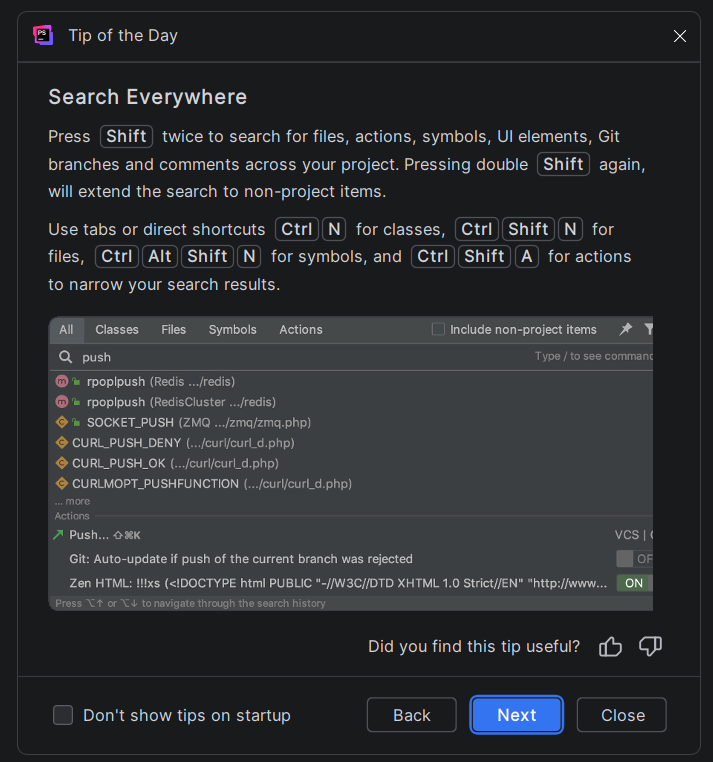 PS
Tip of the Day
Search Everywhere
Press Shift twice to search for files, actions, symbols, UI elements, Git
branches and comments across your project. Pressing double Shift again,
will extend the search to non-project items.
Use tabs or direct shortcuts Ctrl N for classes, Ctrl Shift N for
files, Ctrl Alt Shift N for symbols, and Ctrl Shift A for actions
to narrow your search results.
All Classes Files Symbols Actions Include non-project items
push Type / to see command
m rpoplpush (Redis .../redis)
m rpoplpush (RedisCluster .../redis)
C SOCKET_PUSH (ZMQ .../zmq/zmq.php)
C CURL_PUSH_DENY (.../curl/curl_d.php)
C CURL_PUSH_OK (.../curl/curl_d.php)
C CURLMOPT_PUSHFUNCTION (.../curl/curl_d.php)
... more
Actions
Push... ⇧⌘K VCS |
Git: Auto-update if push of the current branch was rejected OF
Zen HTML: !!!xs (<!DOCTYPE html PUBLIC "-//W3C//DTD XHTML 1.0 Strict//EN" "http://www... ON
Press ⌥↑ or ⌥↓ to navigate through the search history
Did you find this tip useful?
Don't show tips on startup Back Next Close